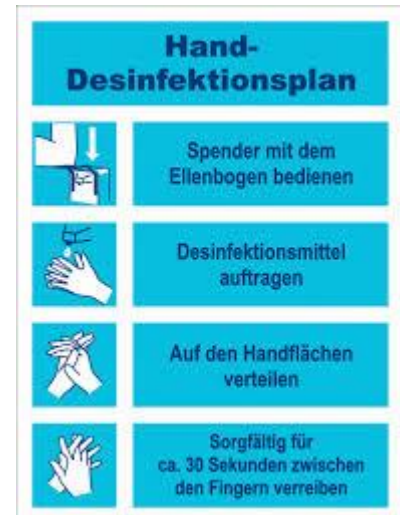 Hand-
Desinfektionsplan
Spender mit dem
Ellenbogen bedienen
Desinfektionsmittel
auftragen
Auf den Handflächen
verteilen
Sorgfältig für
ca. 30 Sekunden zwischen
den Fingern verreiben